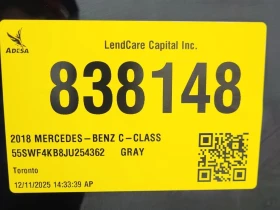 ADESA
LendCare Capital Inc.
838148
2018 MERCEDES-BENZ C-CLASS
55SWF4KB8JU254362 GRAY
Toronto
12/11/2025 14:33:39 AP